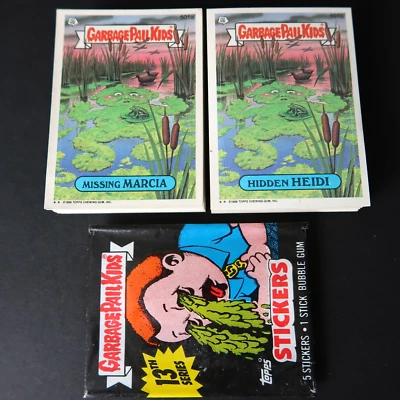 GARBAGE PAIL KIDS
MISSING MARCIA
GARBAGE PAIL KIDS
HIDDEN HEIDI
GARBAGE PAIL KIDS
13TH
SERIES
TOPPS
STICKERS
5 STICKERS • 1 STICK BUBBLE GUM